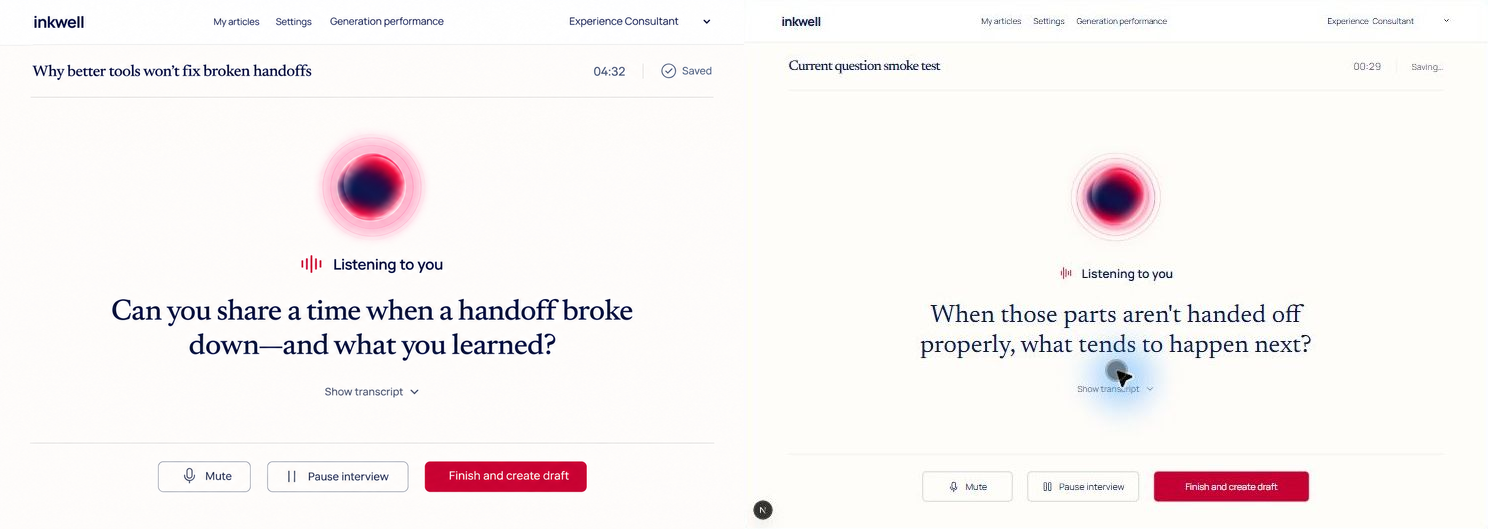 inkwell
My articles Settings Generation performance
Experience Consultant
Why better tools won't fix broken handoffs
04:32
Saved
Listening to you
Can you share a time when a handoff broke
down—and what you learned?
Show transcript
Mute
Pause interview
Finish and create draft
inkwell
My articles Settings Generation performance
Experience Consultant
Current question smoke test
00:29
Saving...
Listening to you
When those parts aren't handed off
properly, what tends to happen next?
Show transcript
N
Mute
Pause interview
Finish and create draft